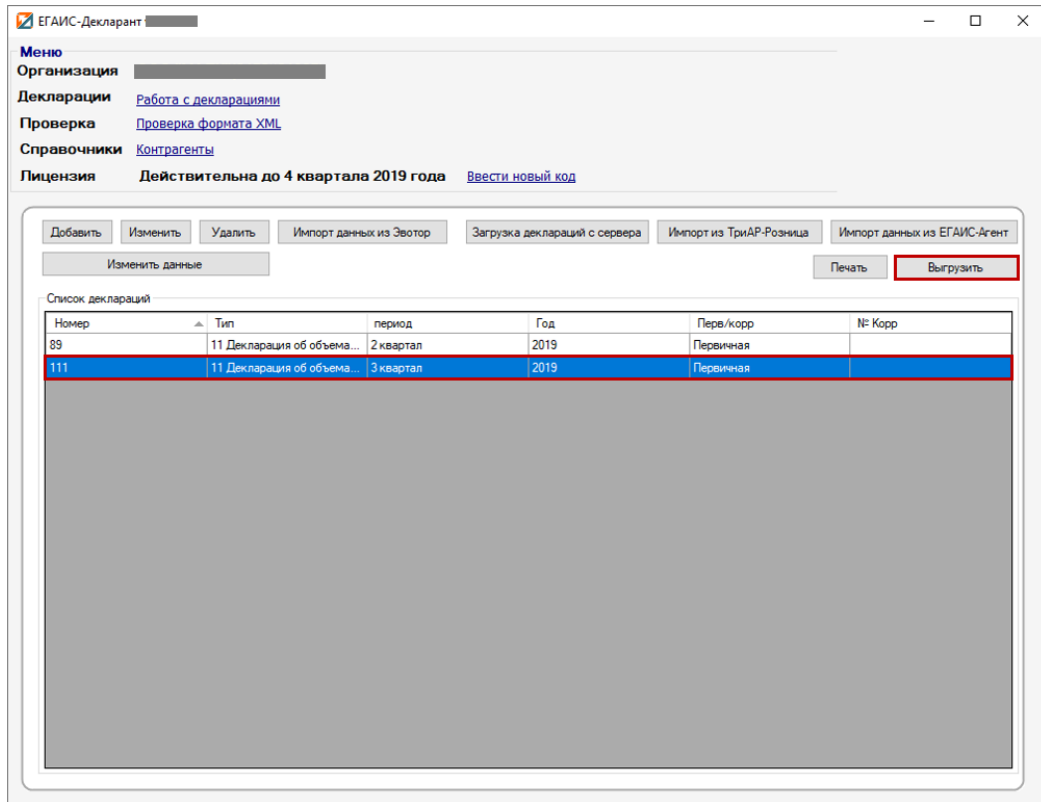 ЕГАИС-Декларант
Меню
Организация
Декларации Работа с декларациями
Проверка Проверка формата XML
Справочники Контрагенты
Лицензия Действительна до 4 квартала 2019 года Ввести новый код
Добавить Изменить Удалить Импорт данных из Эвотор Загрузка деклараций с сервера Импорт из ТриАР-Розница Импорт данных из ЕГАИС-Агент
Изменить данные Печать Выгрузить
Список деклараций
Номер Тип период Год Перв/корр № Корр
89 11 Декларация об объема... 2 квартал 2019 Первичная
111 11 Декларация об объема... 3 квартал 2019 Первичная